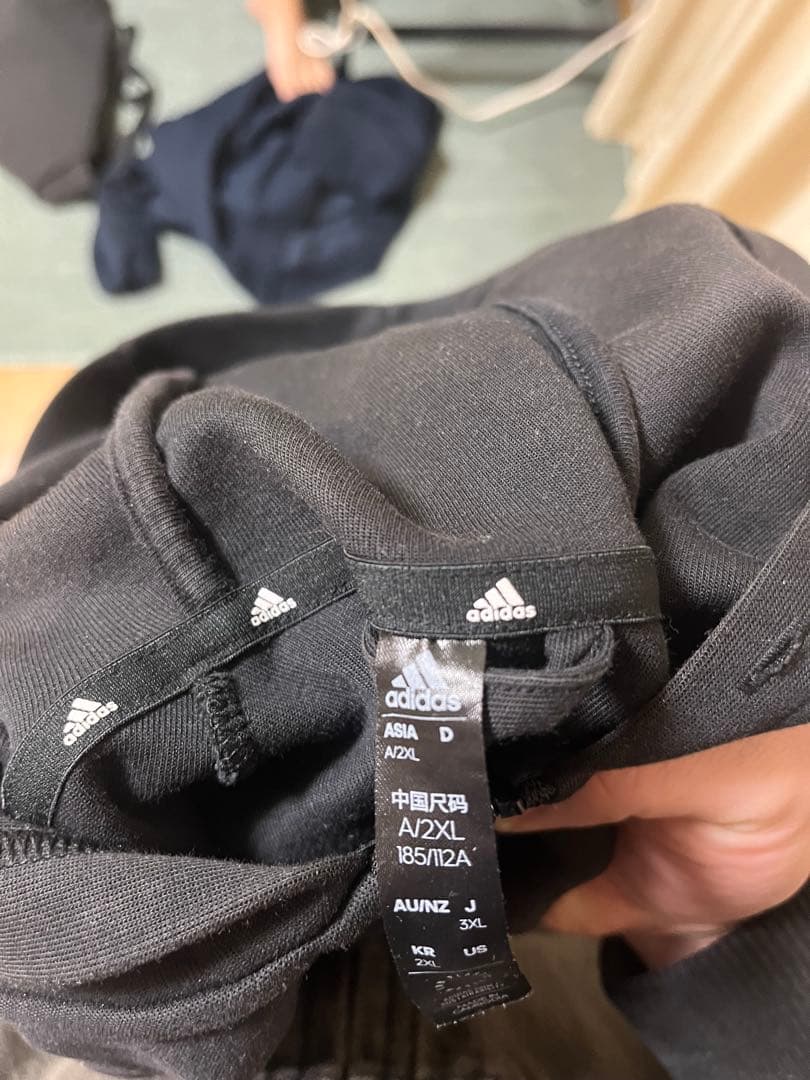 adidas
adidas
adidas
adidas
ASIA D
A/2XL
中国尺码
A/2XL
185/112A
AU/NZ J
3XL
KR US
2XL